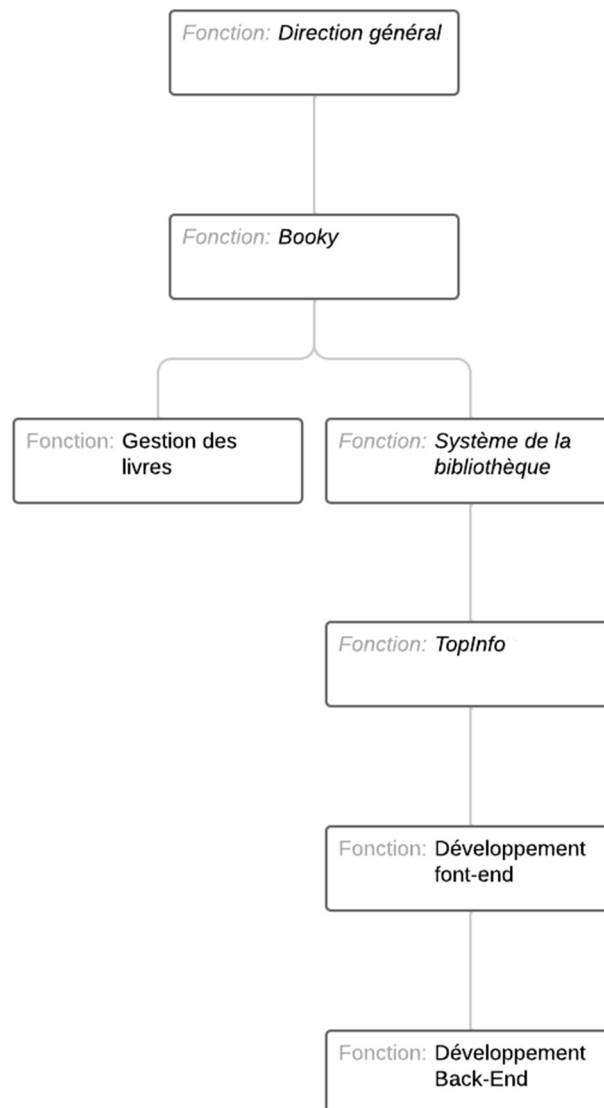 Fonction: Direction général
Fonction: Booky
Fonction: Gestion des
livres
Fonction: Système de la
bibliothèque
Fonction: TopInfo
Fonction: Développement
font-end
Fonction: Développement
Back-End